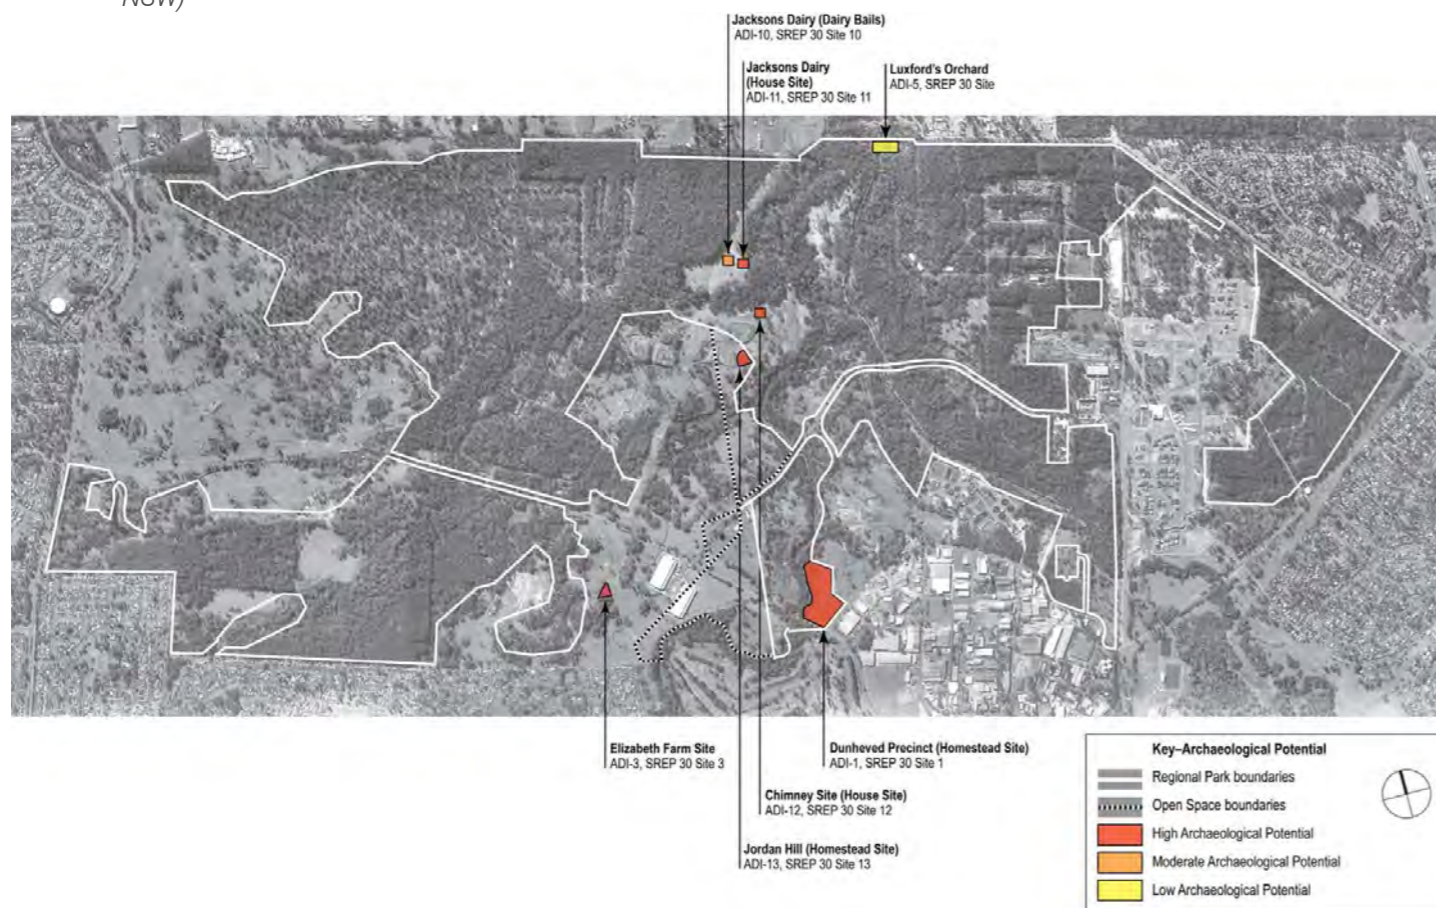 NSW)
Jacksons Dairy (Dairy Bails)
ADI-10, SREP 30 Site 10
Jacksons Dairy
(House Site)
ADI-11, SREP 30 Site 11
Luxford's Orchard
ADI-5, SREP 30 Site
Elizabeth Farm Site
ADI-3, SREP 30 Site 3
Dunheved Precinct (Homestead Site)
ADI-1, SREP 30 Site 1
Chimney Site (House Site)
ADI-12, SREP 30 Site 12
Jordan Hill (Homestead Site)
ADI-13, SREP 30 Site 13
Key–Archaeological Potential
Regional Park boundaries
Open Space boundaries
High Archaeological Potential
Moderate Archaeological Potential
Low Archaeological Potential